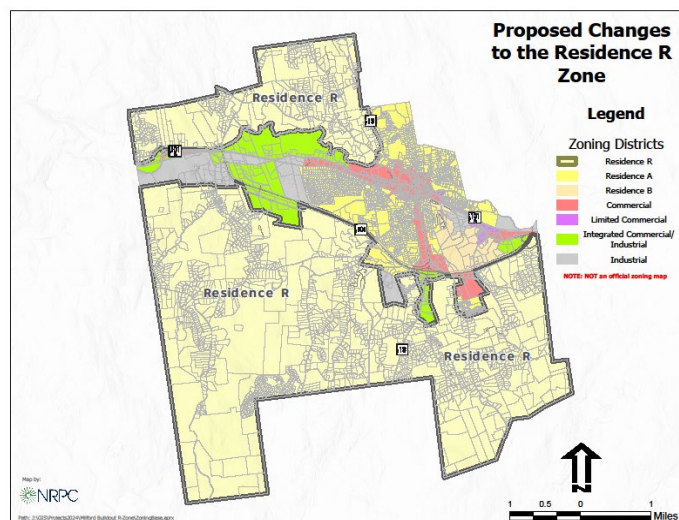 Proposed Changes
to the Residence R
Zone
Legend
Zoning Districts
Residence R
Residence A
Residence B
Commercial
Limited Commercial
Integrated Commercial/
Industrial
Industrial
NOTE: NOT an official zoning map
Residence R
Residence R
Residence R
13
N
1 0.5 0 1
Miles
Map by:
NRPC